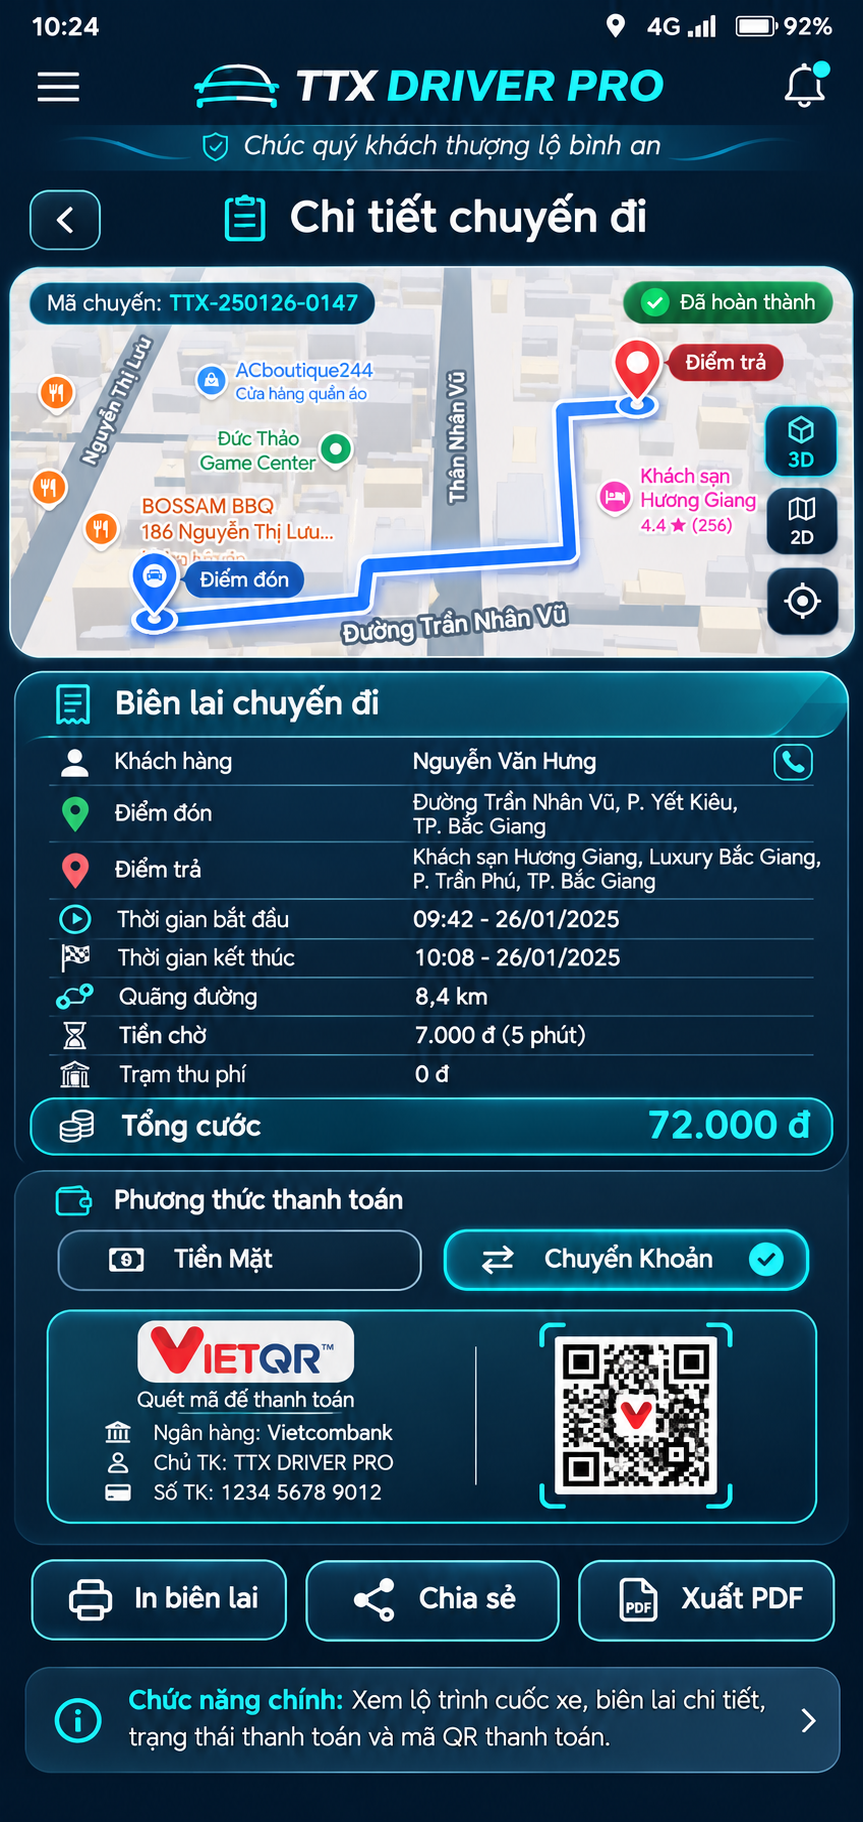 10:24
4G
92%
TTX DRIVER PRO
Chúc quý khách thượng lộ bình an
Chi tiết chuyến đi
Mã chuyến: TTX-250126-0147
Đã hoàn thành
Nguyễn Thị Lưu
ACboutique244
Cửa hàng quần áo
Thân Nhân Vũ
Điểm trả
Đức Thảo
Game Center
3D
Khách sạn
Hương Giang
4.4 ★ (256)
BOSSAM BBQ
186 Nguyễn Thị Lưu...
2D
Điểm đón
Đường Trần Nhân Vũ
Biên lai chuyến đi
Khách hàng
Nguyễn Văn Hưng
Điểm đón
Đường Trần Nhân Vũ, P. Yết Kiêu,
TP. Bắc Giang
Điểm trả
Khách sạn Hương Giang, Luxury Bắc Giang,
P. Trần Phú, TP. Bắc Giang
Thời gian bắt đầu
09:42 - 26/01/2025
Thời gian kết thúc
10:08 - 26/01/2025
Quãng đường
8,4 km
Tiền chờ
7.000 đ (5 phút)
Trạm thu phí
0 đ
Tổng cước
72.000 đ
Phương thức thanh toán
Tiền Mặt
Chuyển Khoản
VIETQR™
Quét mã để thanh toán
Ngân hàng: Vietcombank
Chủ TK: TTX DRIVER PRO
Số TK: 1234 5678 9012
In biên lai
Chia sẻ
PDF
Xuất PDF
Chức năng chính: Xem lộ trình cuốc xe, biên lai chi tiết,
trạng thái thanh toán và mã QR thanh toán.